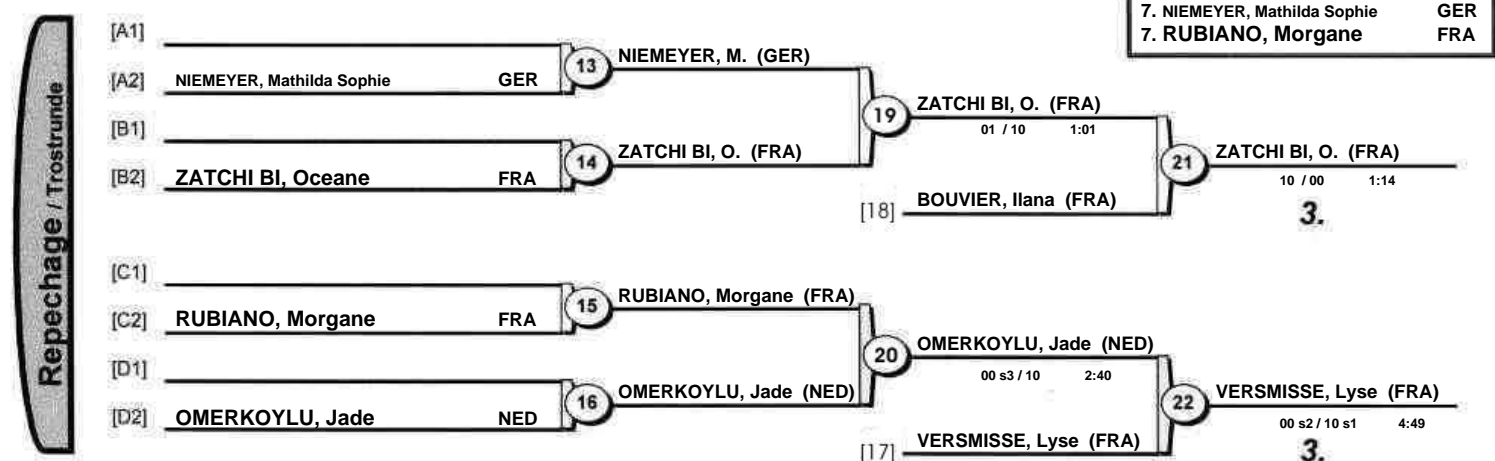 7. NIEMEYER, Mathilda Sophie GER
7. RUBIANO, Morgane FRA
Repechage / Trostrunde
[A1]
[A2] NIEMEYER, Mathilda Sophie GER
13 NIEMEYER, M. (GER)
[B1]
[B2] ZATCHI BI, Oceane FRA
14 ZATCHI BI, O. (FRA)
19 ZATCHI BI, O. (FRA)
01 / 10 1:01
[18] BOUVIER, Ilana (FRA)
21 ZATCHI BI, O. (FRA)
10 / 00 1:14
3.
[C1]
[C2] RUBIANO, Morgane FRA
15 RUBIANO, Morgane (FRA)
[D1]
[D2] OMERKOYLU, Jade NED
16 OMERKOYLU, Jade (NED)
20 OMERKOYLU, Jade (NED)
00 s3 / 10 2:40
[17] VERSMISSE, Lyse (FRA)
22 VERSMISSE, Lyse (FRA)
00 s2 / 10 s1 4:49
3.